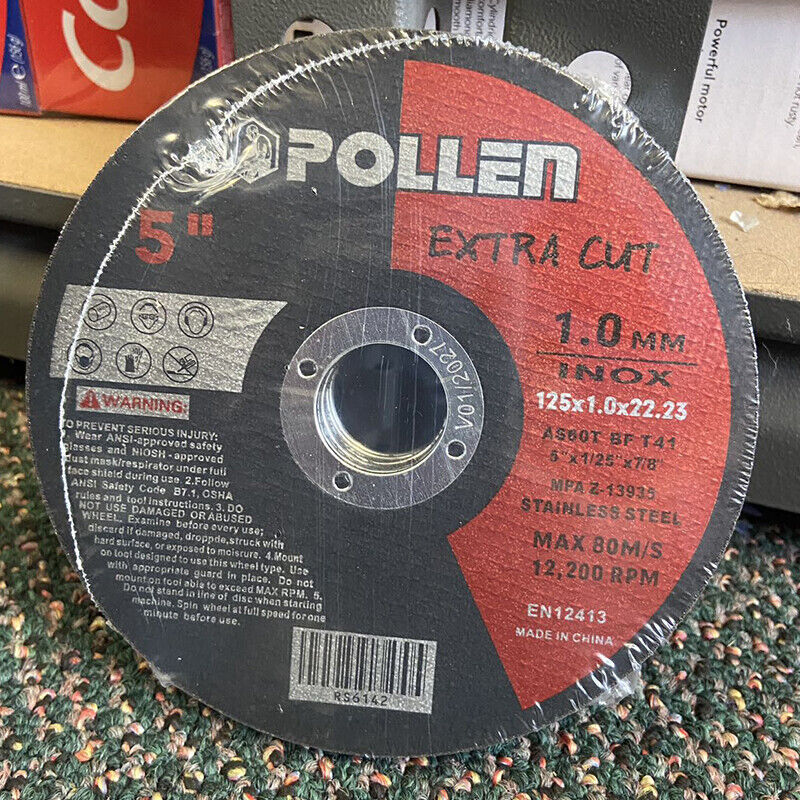 Co
Powerful motor
POLLEN
5"
EXTRA CUT
1.0 MM
INOX
125x1.0x22.23
AS60T BF T41
5"x1/25"x7/8"
MPA Z-13935
STAINLESS STEEL
MAX 80M/S
12,200 RPM
EN12413
MADE IN CHINA
V01/2027
WARNING:
TO PREVENT SERIOUS INJURY:
1. Wear ANSI-approved safety
glasses and NIOSH-approved
dust mask/respirator under full
face shield during use. 2.Follow
ANSI Safety Code B7.1, OSHA
rules and tool instructions. 3. DO
NOT USE DAMAGED OR ABUSED
WHEEL. Examine before every use;
discard if damaged, droppde,struck with
hard surface, or exposed to moisrure. 4.Mount
on tool designed to use this wheel type. Use
with appropriate guard in place. Do not
mount on tool able to exceed MAX RPM. 5.
Do not stand in line of disc when starting
machine. Spin wheel at full speed for one
minute before use.
RS6142